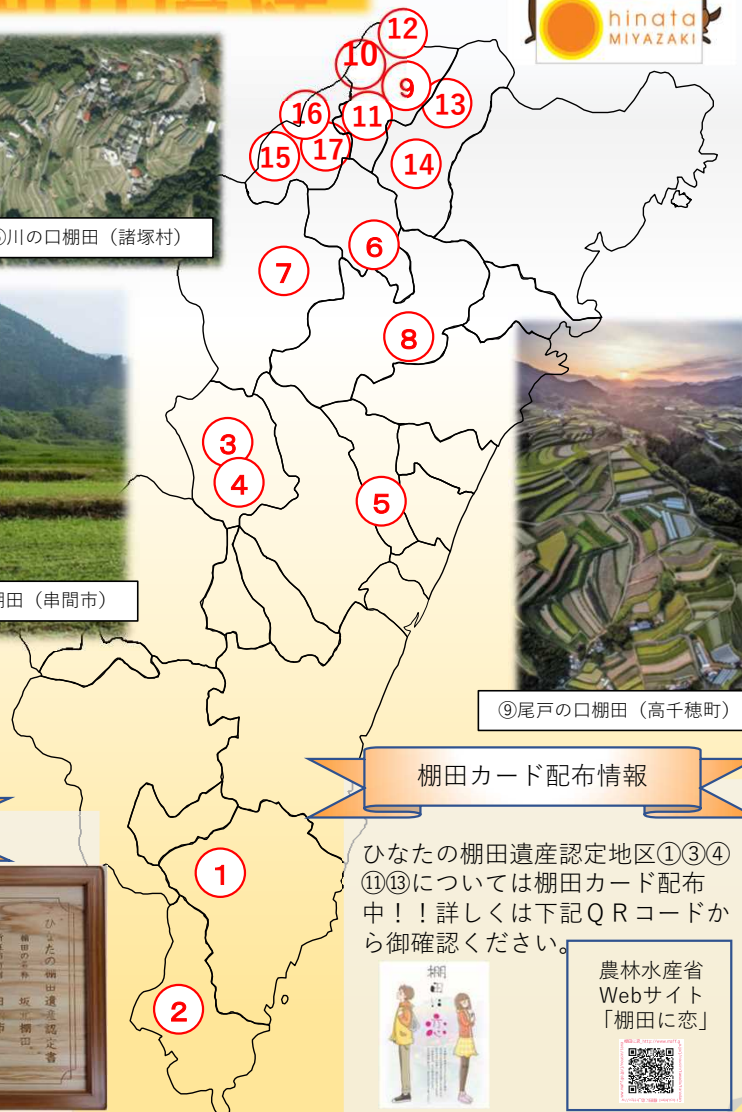 hinata
MIYAZAKI
12
10
9
13
16
11
17
15
14
川の口棚田（諸塚村）
6
7
8
3
4
5
棚田（串間市）
⑨尾戸の口棚田（高千穂町）
棚田カード配布情報
1
2
ひなたの棚田遺産認定地区①③④
⑪⑬については棚田カード配布
中！！詳しくは下記ＱＲコードか
ら御確認ください。
棚田に恋
農林水産省
Webサイト
「棚田に恋」
ひなたの棚田遺産認定書
棚田の名称　坂元棚田